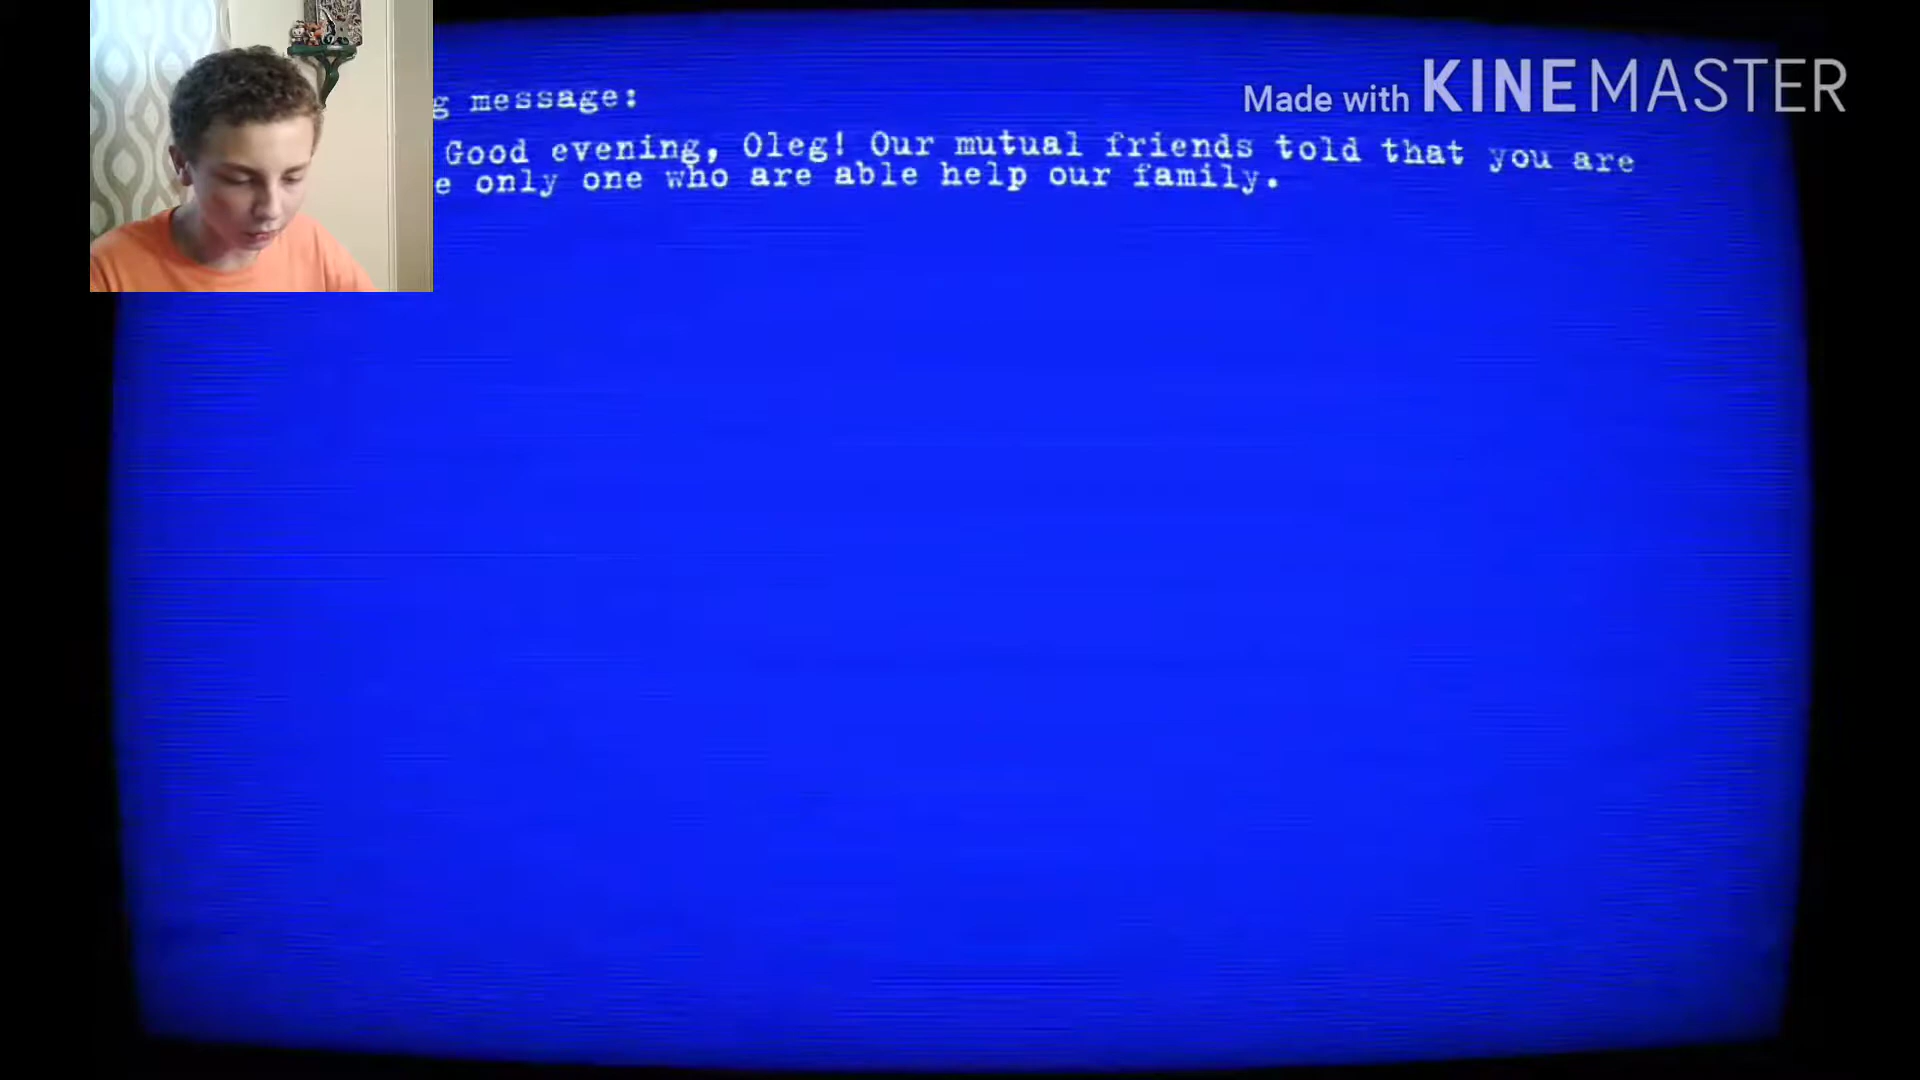 Made with KINEMASTER
g message:
Good evening, Oleg! Our mutual friends told that you are
e only one who are able help our family.